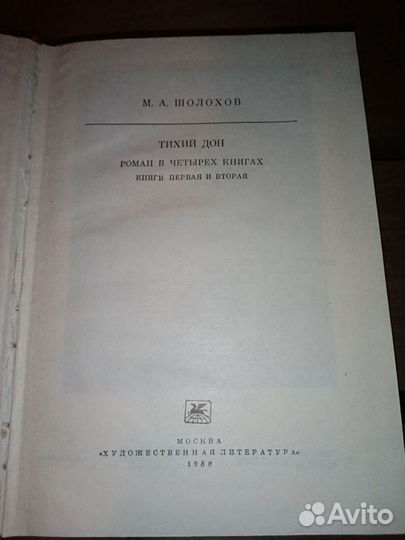 М. А. ШОЛОХОВ
ТИХИЙ ДОН
РОМАН В ЧЕТЫРЕХ КНИГАХ
КНИГИ ПЕРВАЯ И ВТОРАЯ
МОСКВА
«ХУДОЖЕСТВЕННАЯ ЛИТЕРАТУРА»
Avito